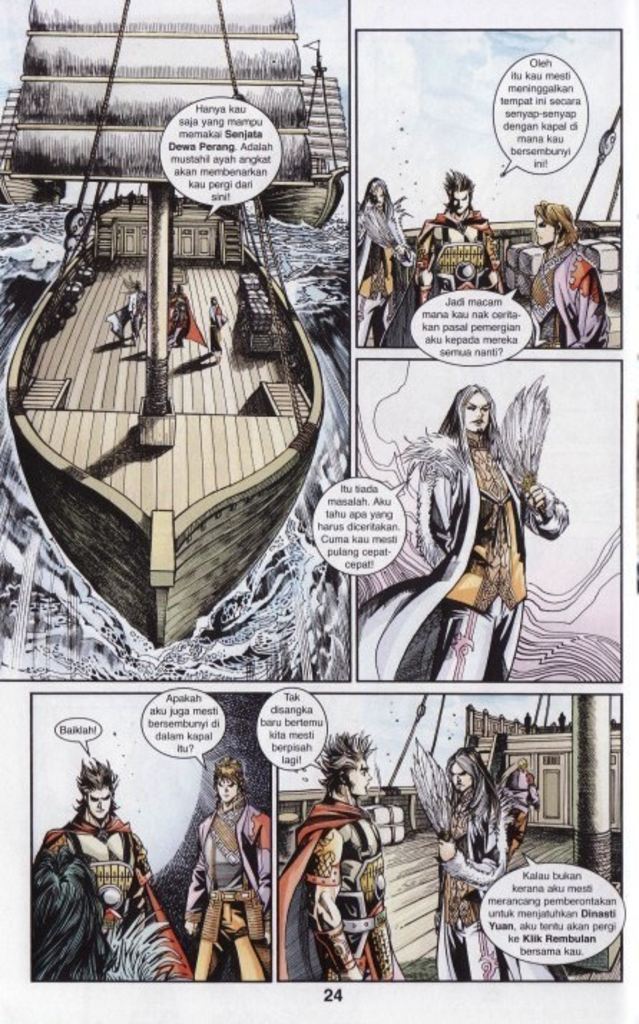 Hanya kau
saja yang mampu
memakai Senjata
Dewa Perang. Adalah
mustahil ayah angkat
akan membenarkan
kau pergi dari
sini!
Oleh
itu kau mesti
meninggalkan
tempat ini secara
senyap-senyap
dengan kapal di
mana kau
bersembunyi
ini!
Jadi macam
mana kau nak cerita-
kan pasal pemergian
aku kepada mereka
semua nanti?
Itu tiada
masalah. Aku
tahu apa yang
harus diceritakan.
Cuma kau mesti
pulang cepat-
cepat!
Baiklah!
Apakah
aku juga mesti
bersembunyi di
dalam kapal
itu?
Tak
disangka
baru bertemu
kita mesti
berpisah
lagi!
Kalau bukan
kerana aku mesti
merancang pemberontakan
untuk menjatuhkan Dinasti
Yuan, aku tentu akan pergi
ke Klik Rembulan
bersama kau.
24